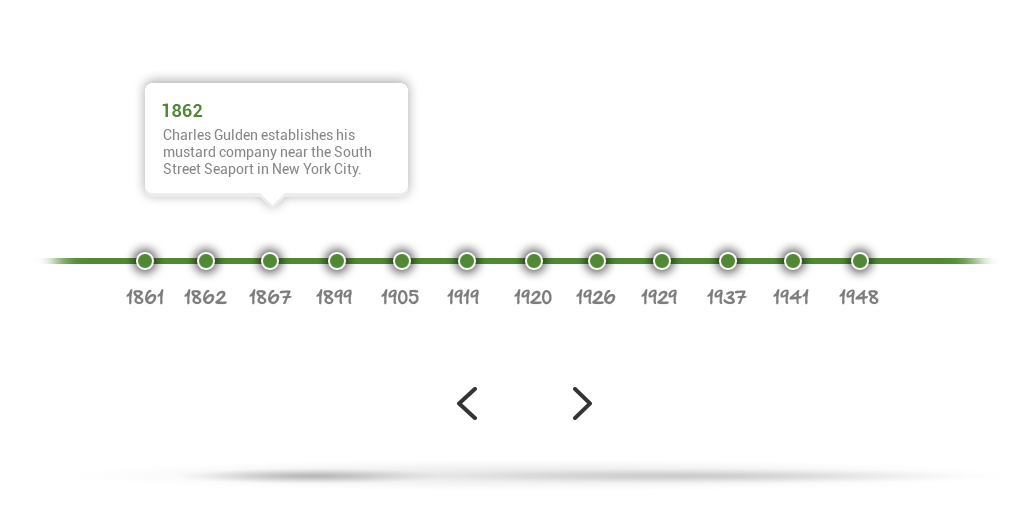 1862
Charles Gulden establishes his
mustard company near the South
Street Seaport in New York City.
1861 1862 1867 1899 1905 1919 1920 1926 1929 1937 1941 1948